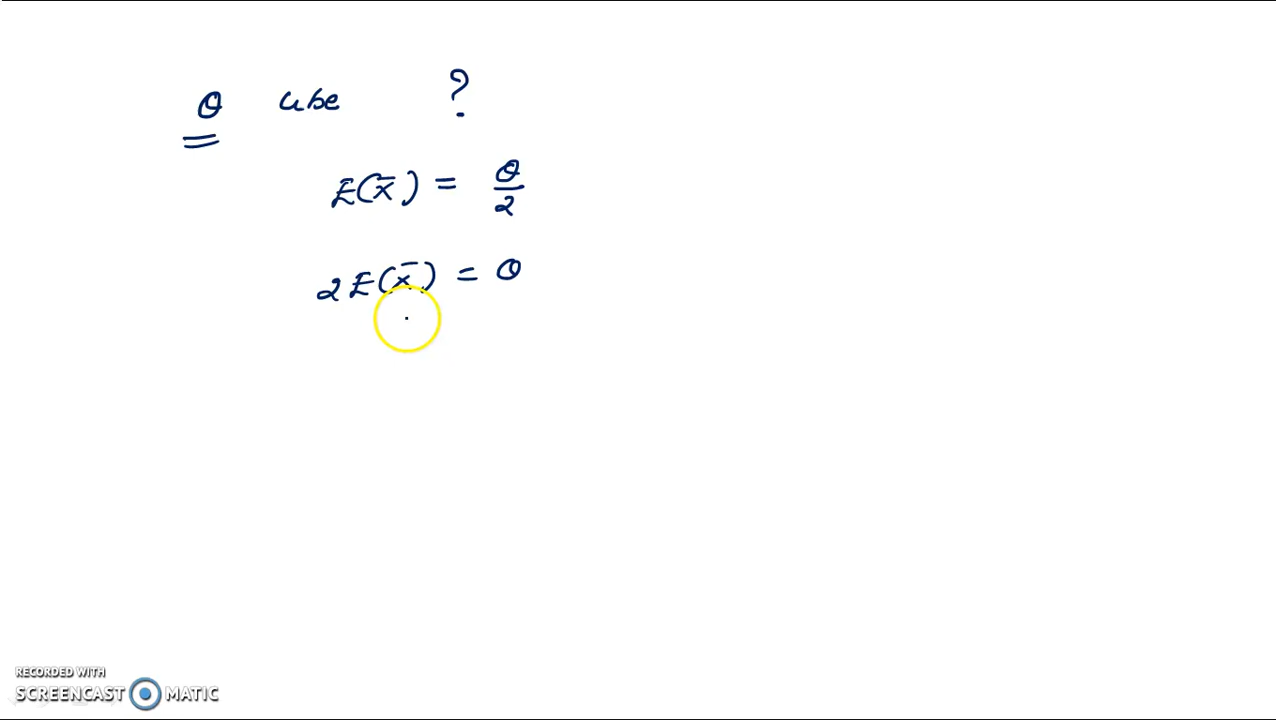 θ ube ?
E(x̄) = θ/2
2E(x̄) = θ
RECORDED WITH
SCREENCAST MATIC